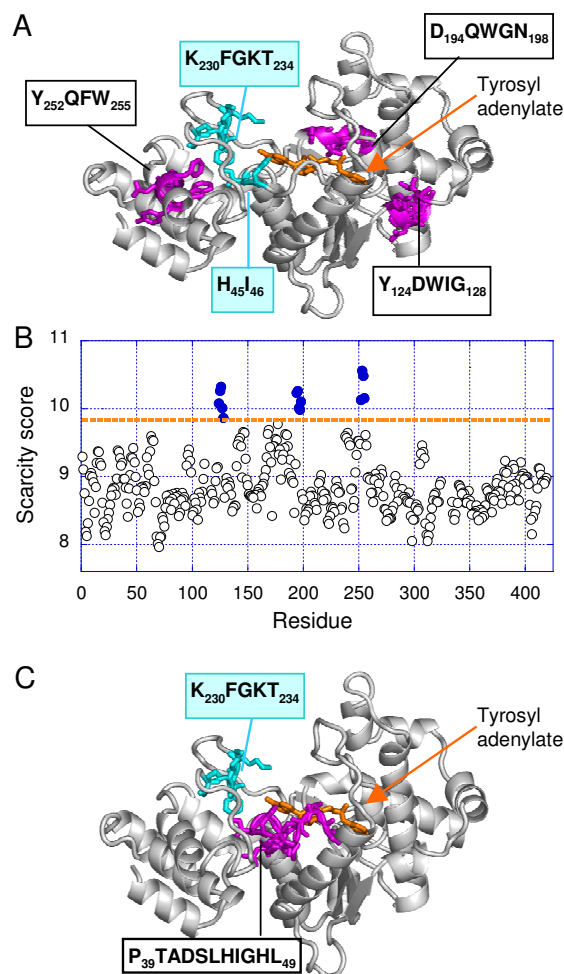 A
D₁₉₄QWGN₁₉₈
K₂₃₀FGKT₂₃₄
Tyrosyl
adenylate
Y₂₅₂QFW₂₅₅
H₄₅I₄₆
Y₁₂₄DWIG₁₂₈
B
11
10
9
8
Scarcity score
0 50 100 150 200 250 300 350 400
Residue
C
K₂₃₀FGKT₂₃₄
Tyrosyl
adenylate
P₃₉TADSLHIGHL₄₉